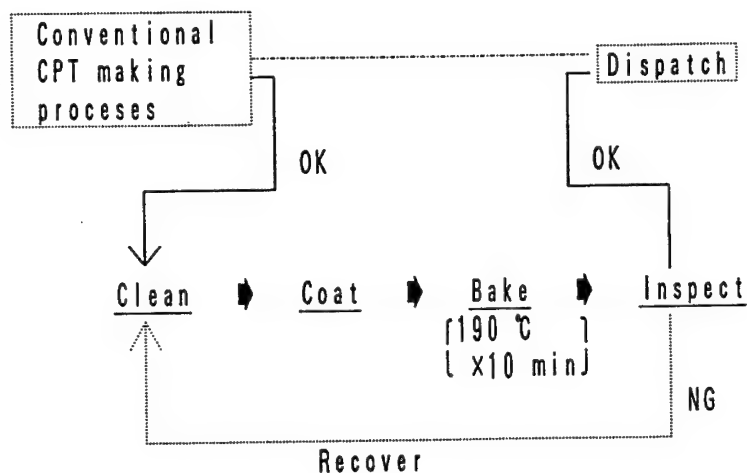 Conventional
CPT making
proceses
Dispatch
OK
OK
Clean
Coat
Bake
Inspect
[190 ℃
×10 min]
NG
Recover